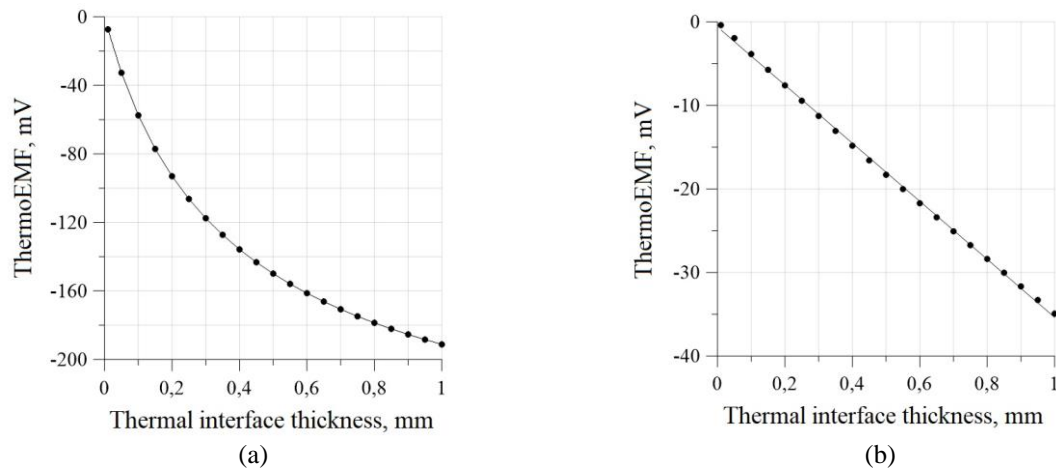 0
-40
-80
-120
-160
-200
ThermoEMF, mV
0 0,2 0,4 0,6 0,8 1
Thermal interface thickness, mm
(a)
0
-10
-20
-30
-40
ThermoEMF, mV
0 0,2 0,4 0,6 0,8 1
Thermal interface thickness, mm
(b)